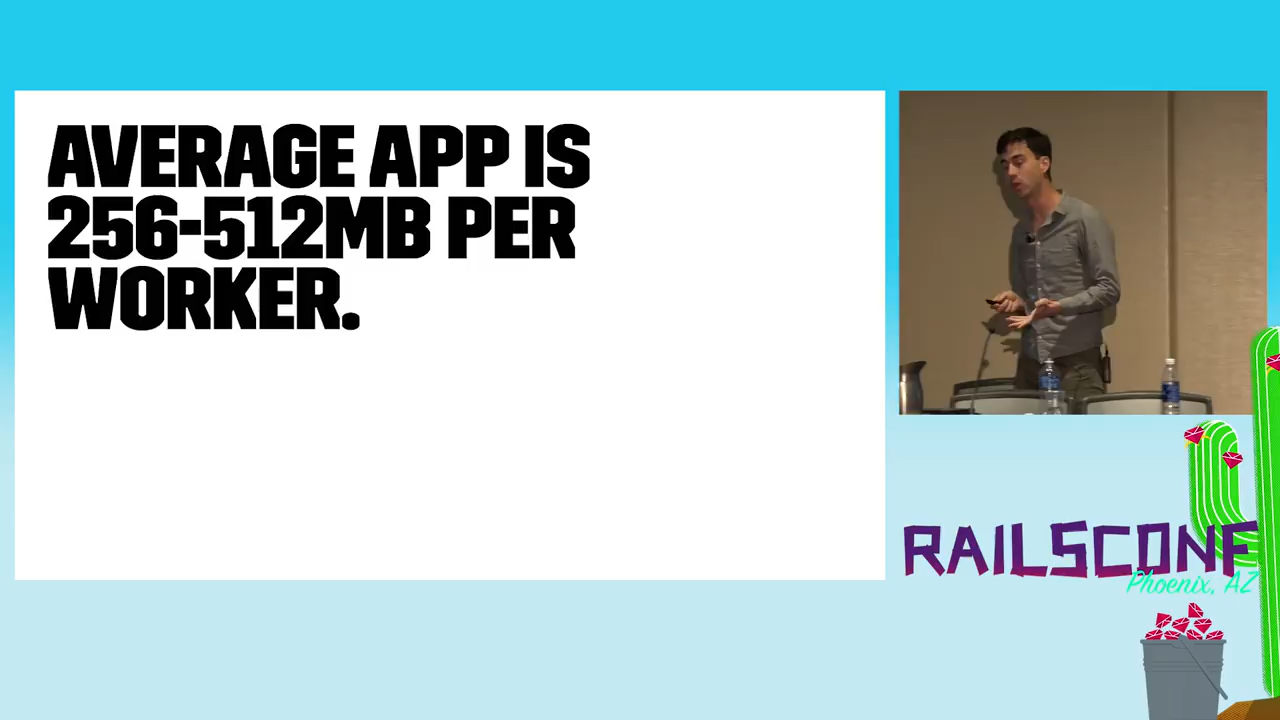 AVERAGE APP IS
256-512MB PER
WORKER.
RAILSCONF
Phoenix, AZ